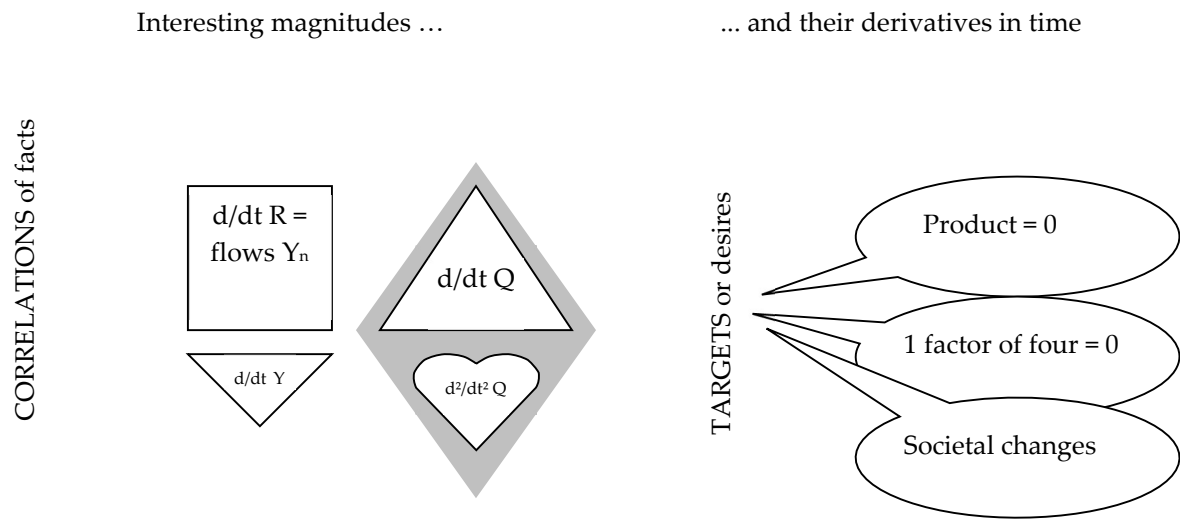 Interesting magnitudes …
... and their derivatives in time
CORRELATIONS of facts
d/dt R =
flows Yₙ
d/dt Y
d/dt Q
d²/dt² Q
TARGETS or desires
Product = 0
1 factor of four = 0
Societal changes